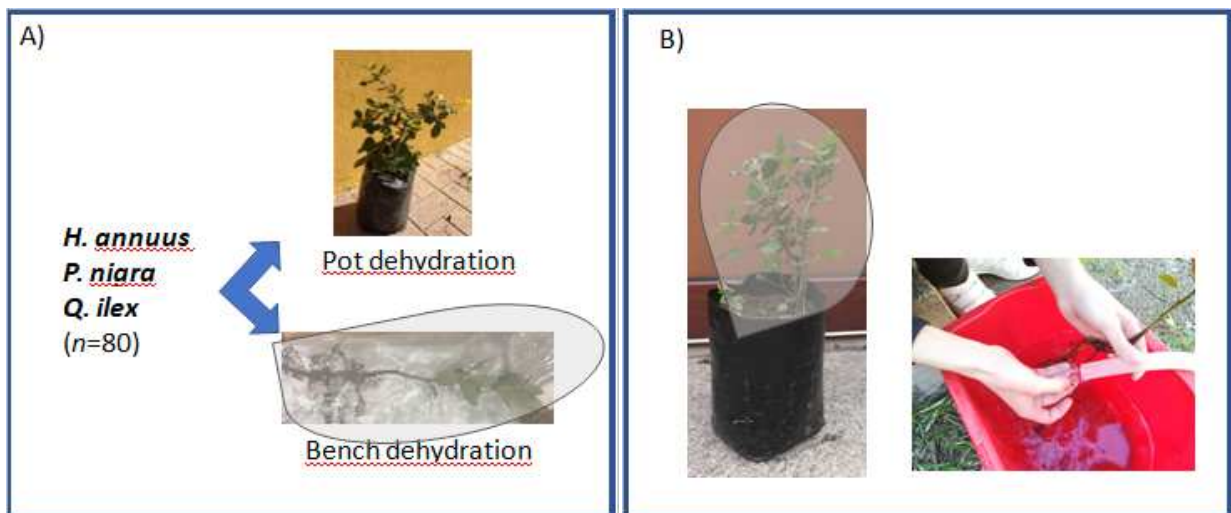 A)
H. annuus
P. nigra
Q. ilex
(n=80)
Pot dehydration
Bench dehydration
B)